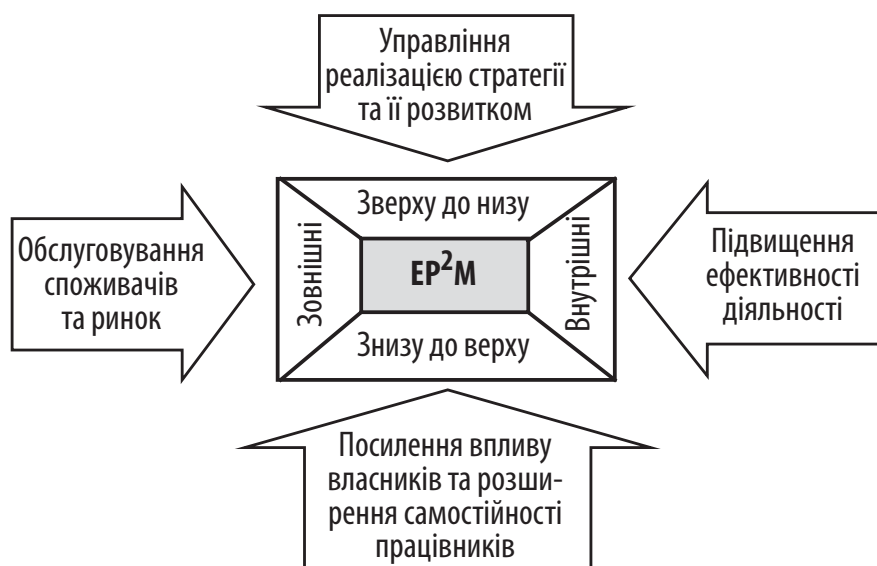 Управління
реалізацією стратегії
та її розвитком
Зверху до низу
Обслуговування
споживачів
та ринок
Зовнішні
EP²M
Внутрішні
Підвищення
ефективності
діяльності
Знизу до верху
Посилення впливу
власників та розши-
рення самостійності
працівників